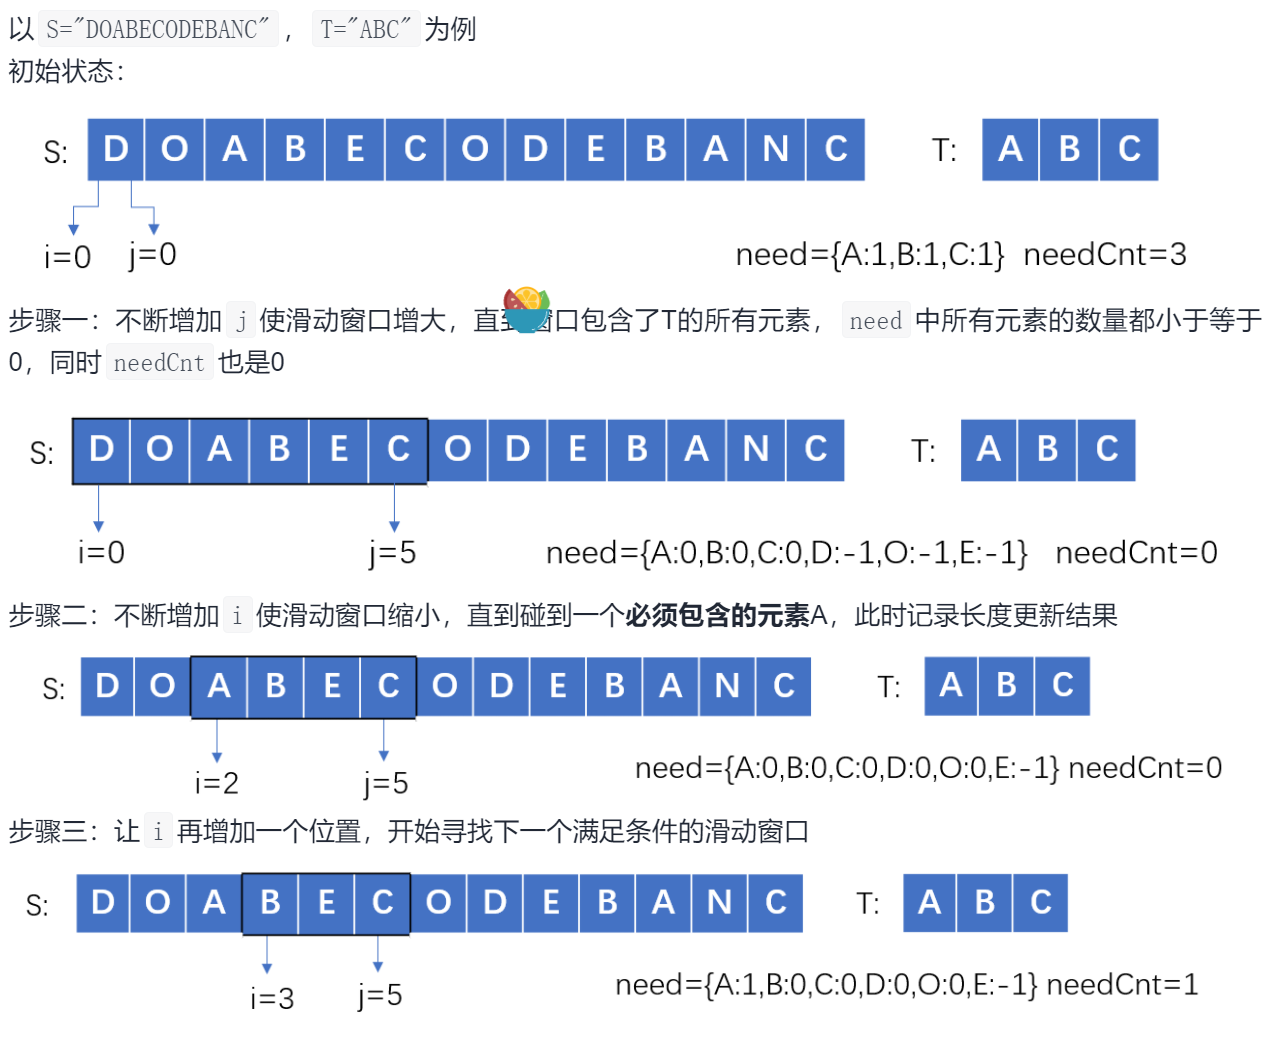 以 S="DOABECODEBANC" ， T="ABC" 为例
初始状态：
S: D O A B E C O D E B A N C T: A B C
i=0 j=0
need={A:1,B:1,C:1} needCnt=3
步骤一：不断增加 j 使滑动窗口增大，直 窗口包含了T的所有元素， need 中所有元素的数量都小于等于
0，同时 needCnt 也是0
S: D O A B E C O D E B A N C T: A B C
i=0 j=5 need={A:0,B:0,C:0,D:-1,O:-1,E:-1} needCnt=0
步骤二：不断增加 i 使滑动窗口缩小，直到碰到一个必须包含的元素A，此时记录长度更新结果
S: D O A B E C O D E B A N C T: A B C
i=2 j=5 need={A:0,B:0,C:0,D:0,O:0,E:-1} needCnt=0
步骤三：让 i 再增加一个位置，开始寻找下一个满足条件的滑动窗口
S: D O A B E C O D E B A N C T: A B C
i=3 j=5 need={A:1,B:0,C:0,D:0,O:0,E:-1} needCnt=1